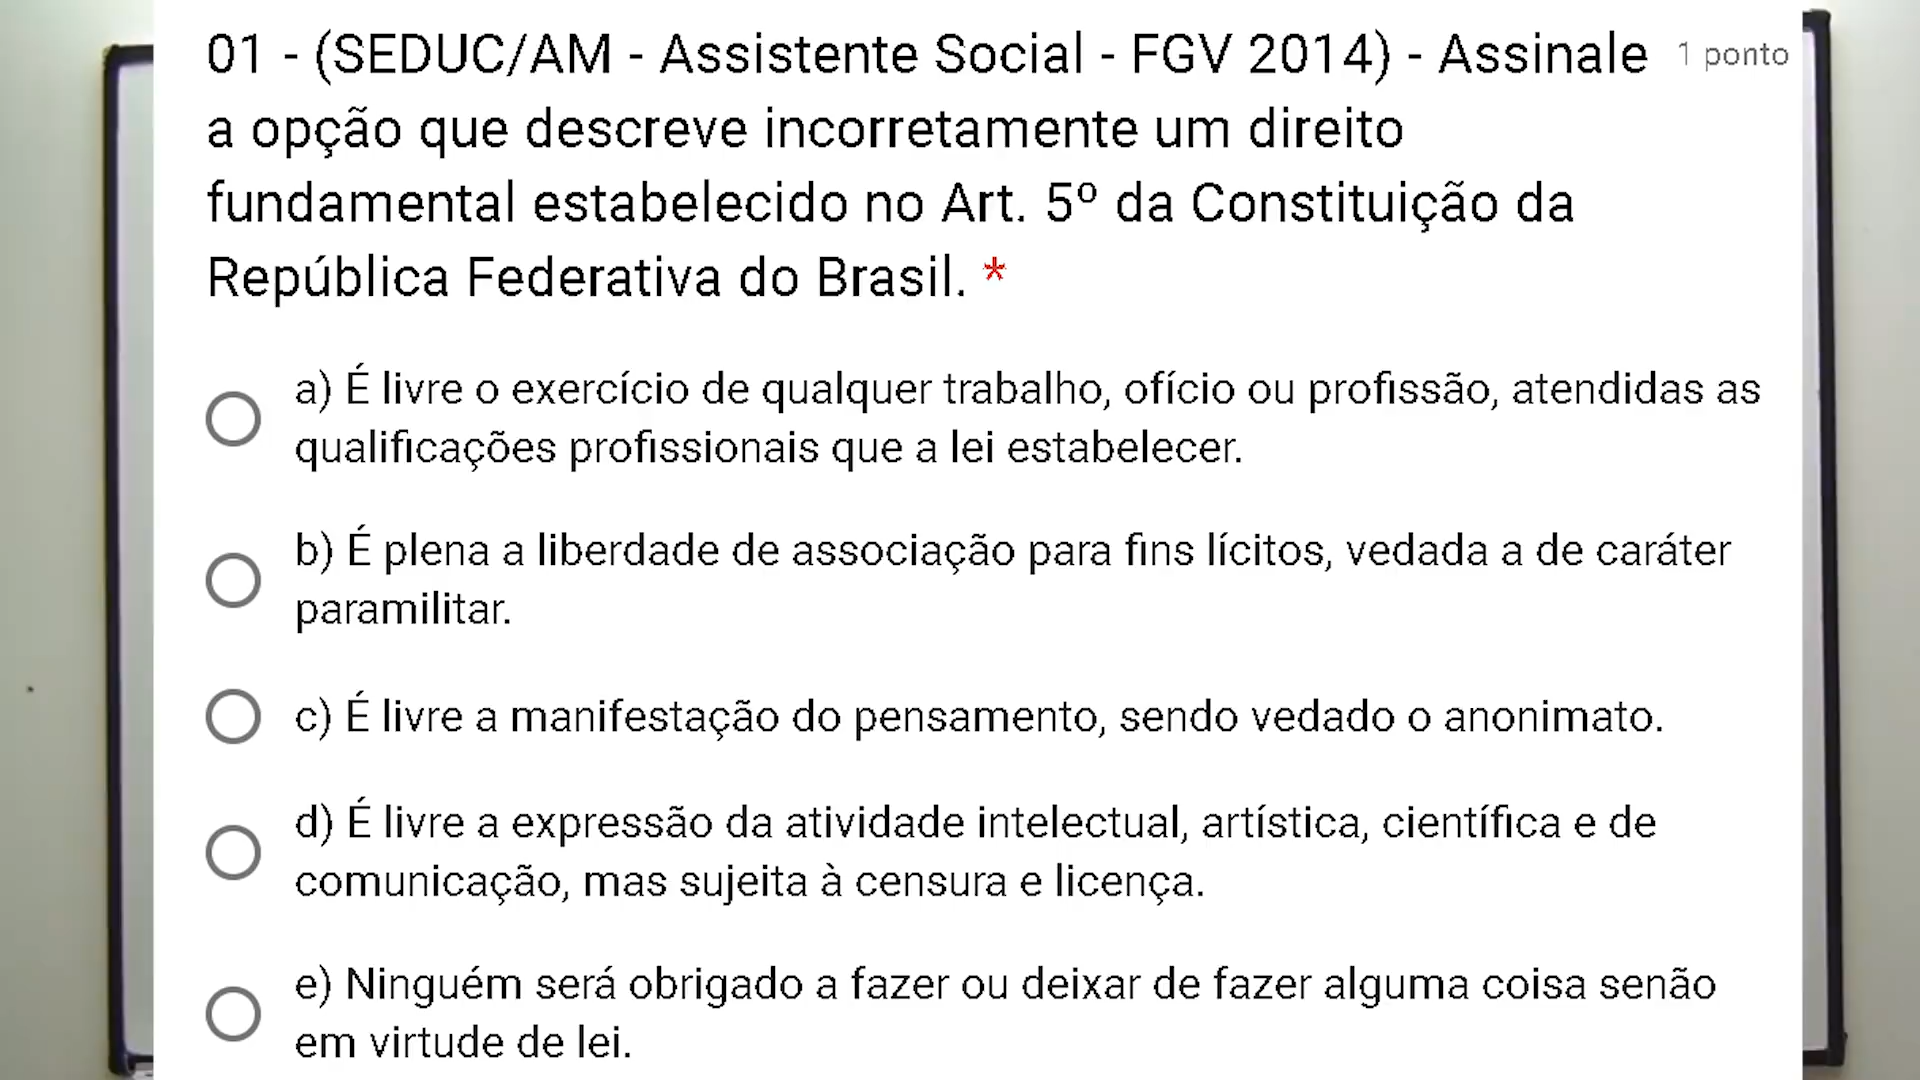 01 - (SEDUC/AM - Assistente Social - FGV 2014) - Assinale 1 ponto
a opção que descreve incorretamente um direito
fundamental estabelecido no Art. 5º da Constituição da
República Federativa do Brasil. *
a) É livre o exercício de qualquer trabalho, ofício ou profissão, atendidas as
qualificações profissionais que a lei estabelecer.
b) É plena a liberdade de associação para fins lícitos, vedada a de caráter
paramilitar.
c) É livre a manifestação do pensamento, sendo vedado o anonimato.
d) É livre a expressão da atividade intelectual, artística, científica e de
comunicação, mas sujeita à censura e licença.
e) Ninguém será obrigado a fazer ou deixar de fazer alguma coisa senão
em virtude de lei.